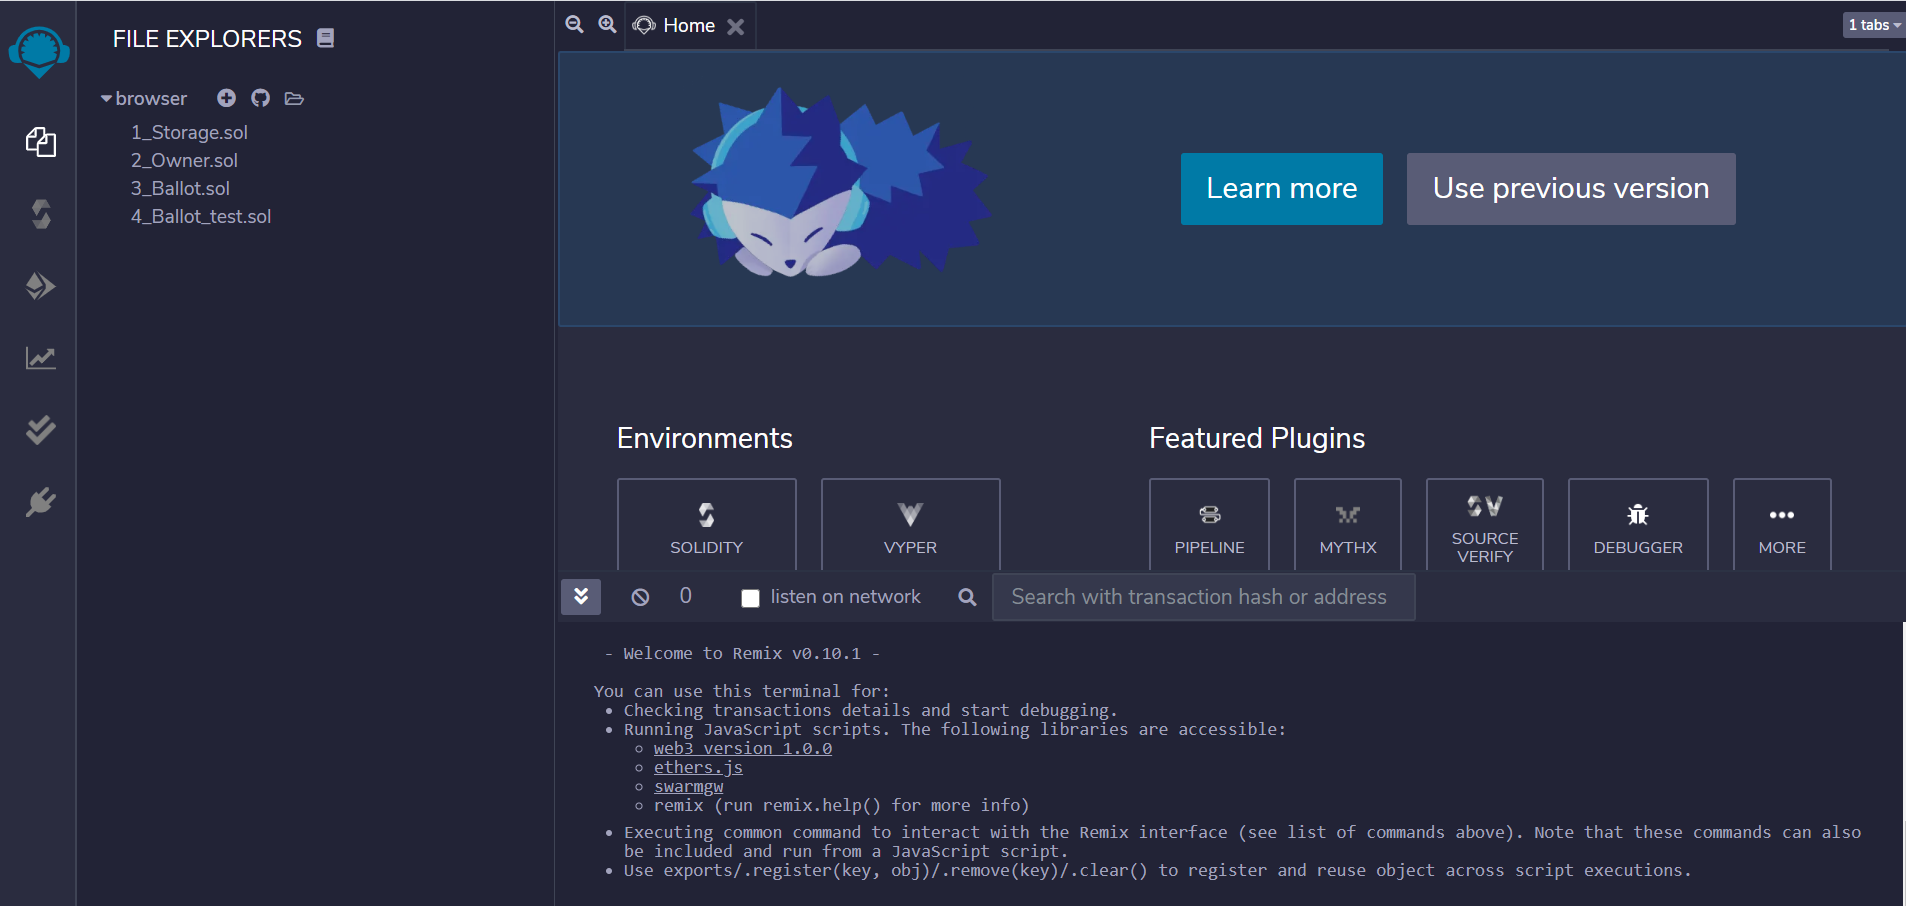 FILE EXPLORERS
browser
1_Storage.sol
2_Owner.sol
3_Ballot.sol
4_Ballot_test.sol
Home
1 tabs
Learn more
Use previous version
Environments
Featured Plugins
SOLIDITY
VYPER
PIPELINE
MYTHX
SOURCE
VERIFY
DEBUGGER
MORE
0
listen on network
Search with transaction hash or address
- Welcome to Remix v0.10.1 -
You can use this terminal for:
• Checking transactions details and start debugging.
• Running JavaScript scripts. The following libraries are accessible:
◦ web3 version 1.0.0
◦ ethers.js
◦ swarmgw
◦ remix (run remix.help() for more info)
• Executing common command to interact with the Remix interface (see list of commands above). Note that these commands can also
be included and run from a JavaScript script.
• Use exports/.register(key, obj)/.remove(key)/.clear() to register and reuse object across script executions.